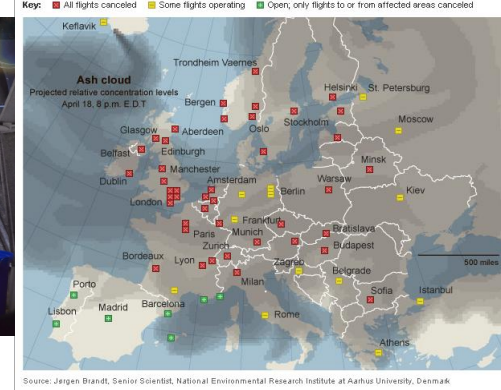 Key: All flights canceled Some flights operating Open; only flights to or from affected areas canceled
Keflavik
Ash cloud
Projected relative concentration levels
April 18, 8 p.m. E.D.T
Trondheim Vaernes
Bergen
Oslo
Stockholm
Helsinki
St. Petersburg
Moscow
Glasgow
Aberdeen
Edinburgh
Belfast
Dublin
Manchester
London
Amsterdam
Berlin
Warsaw
Minsk
Kiev
Frankfurt
Paris
Munich
Zurich
Bratislava
Budapest
500 miles
Bordeaux
Lyon
Milan
Zagreb
Belgrade
Sofia
Istanbul
Porto
Lisbon
Madrid
Barcelona
Rome
Athens
Source: Jørgen Brandt, Senior Scientist, National Environmental Research Institute at Aarhus University, Denmark